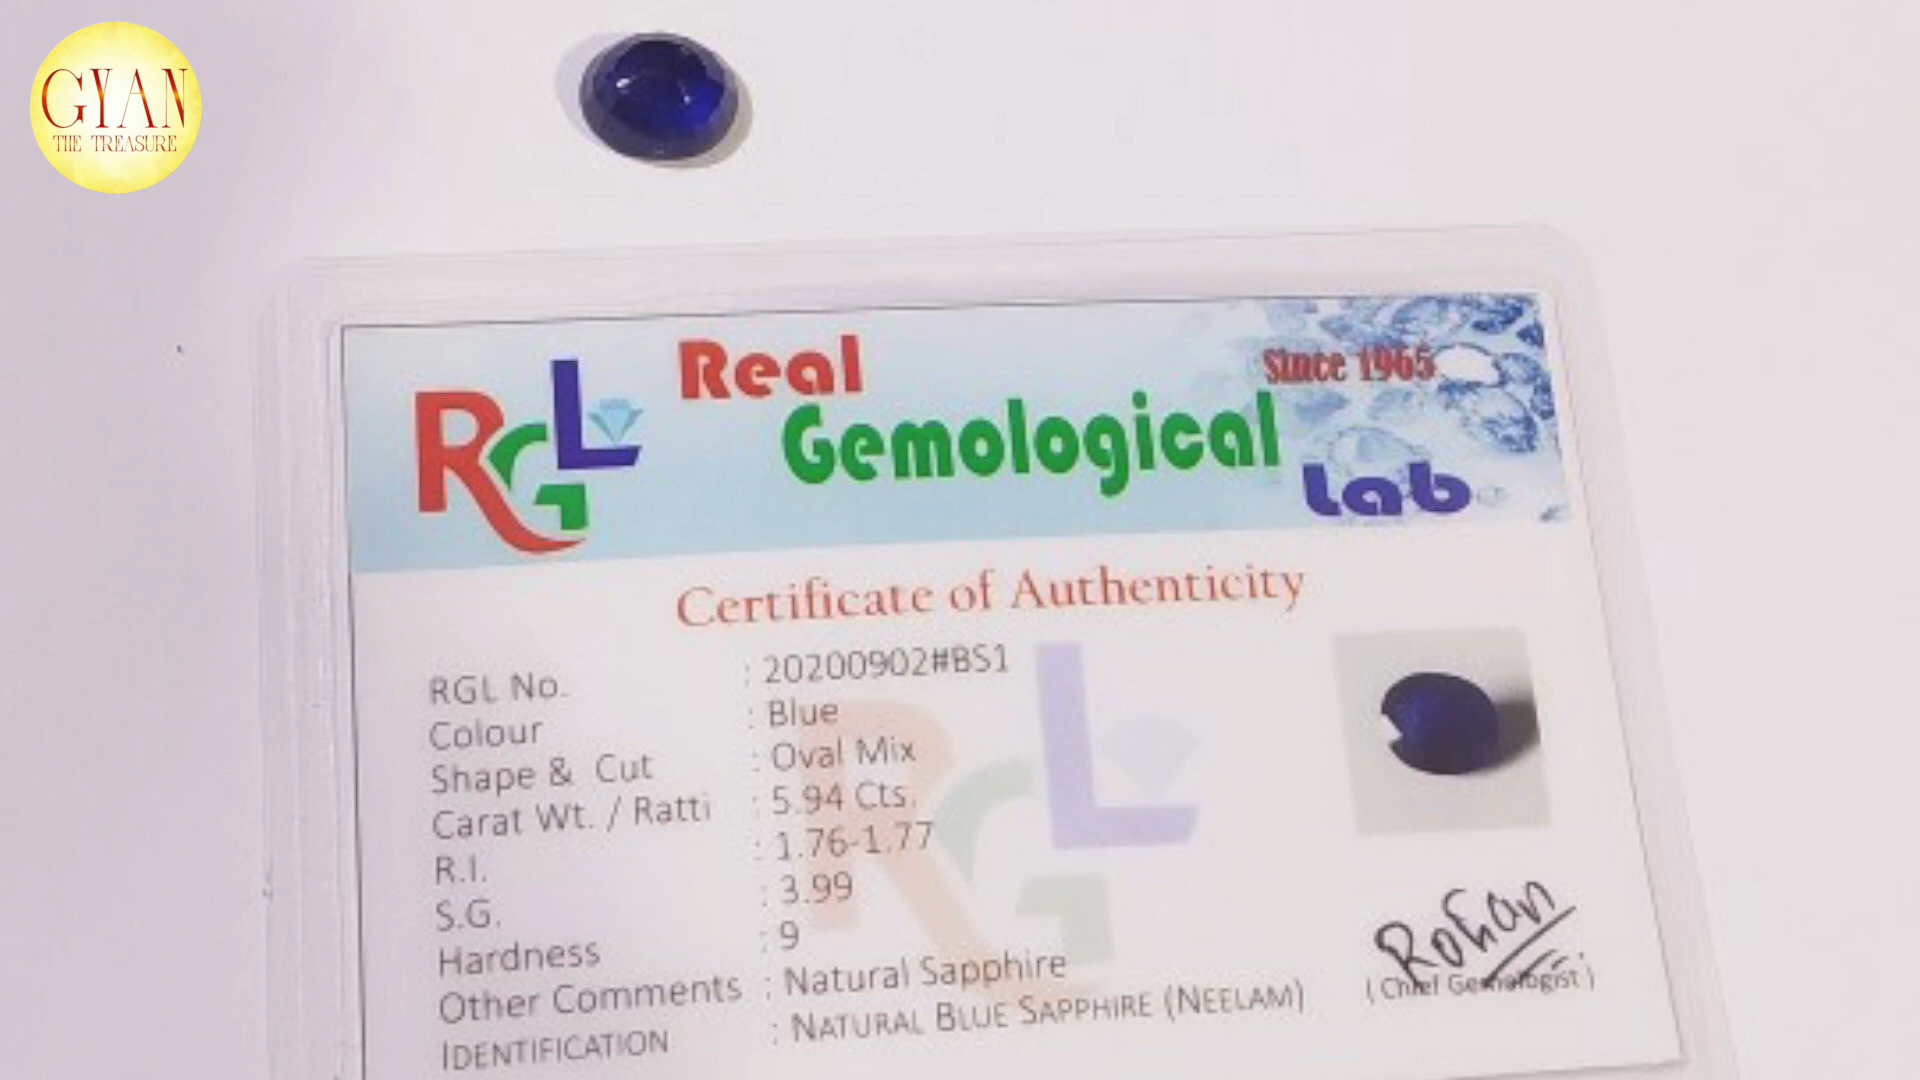 GYAN
THE TREASURE
RGL
Real
Gemological
Lab
Since 1965
Certificate of Authenticity
RGL No. : 20200902#BS1
Colour : Blue
Shape & Cut : Oval Mix
Carat Wt. / Ratti : 5.94 Cts.
R.I. : 1.76-1.77
S.G. : 3.99
Hardness : 9
Other Comments : Natural Sapphire
IDENTIFICATION : NATURAL BLUE SAPPHIRE (NEELAM)
RGL
Rohan
( Chief Gemologist )